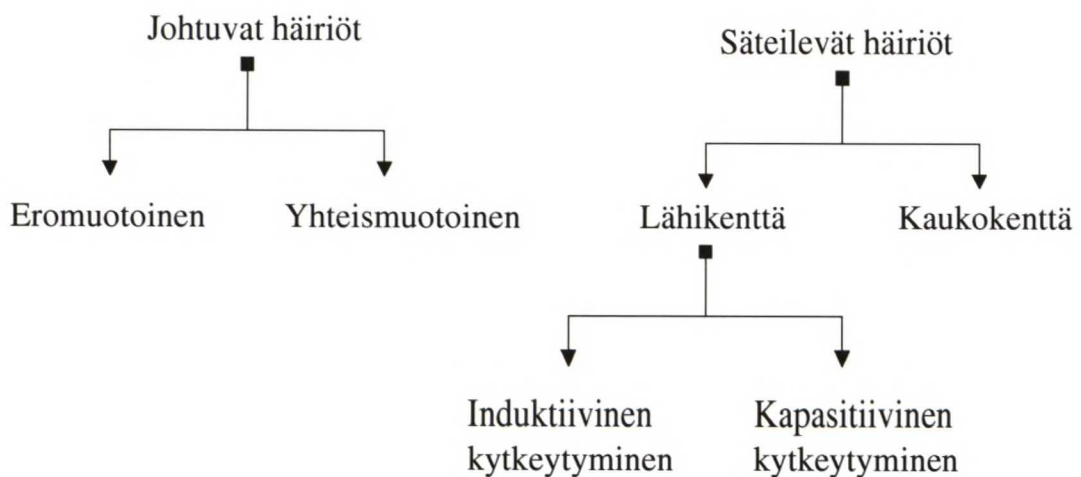 Johtuvat häiriöt
Säteilevät häiriöt
Eromuotoinen
Yhteismuotoinen
Lähikenttä
Kaukokenttä
Induktiivinen
kytkeytyminen
Kapasitiivinen
kytkeytyminen